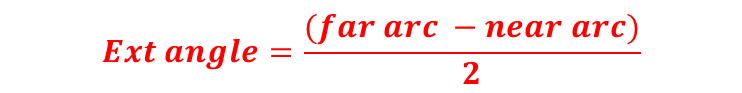 Ext angle = (far arc − near arc) / 2